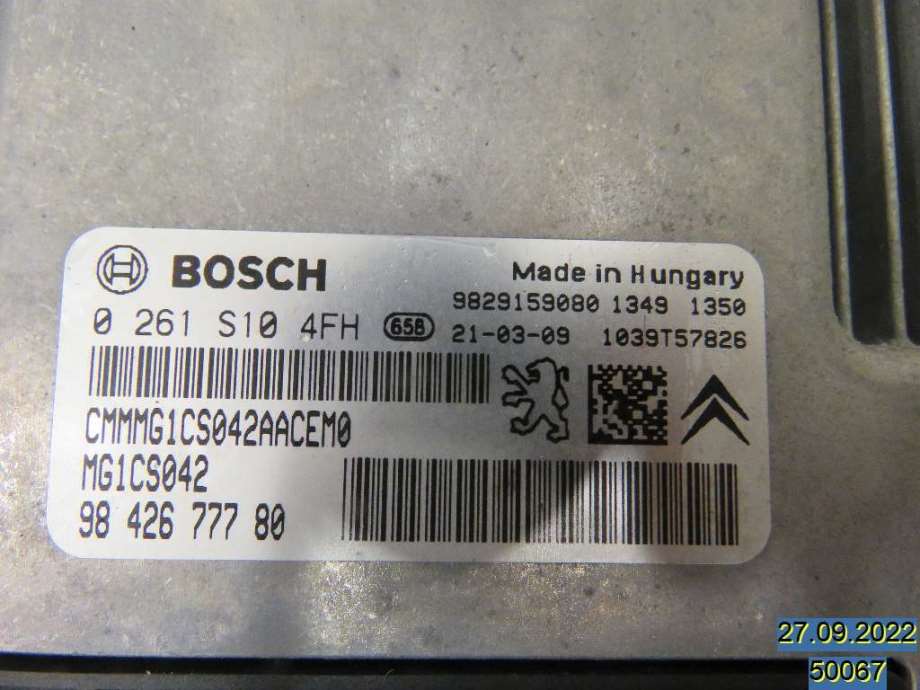 BOSCH
Made in Hungary
9829159080 1349 1350
0 261 S10 4FH 658
21-03-09 1039T57826
CMMMG1CS042AACEM0
MG1CS042
98 426 777 80
27.09.2022
50067